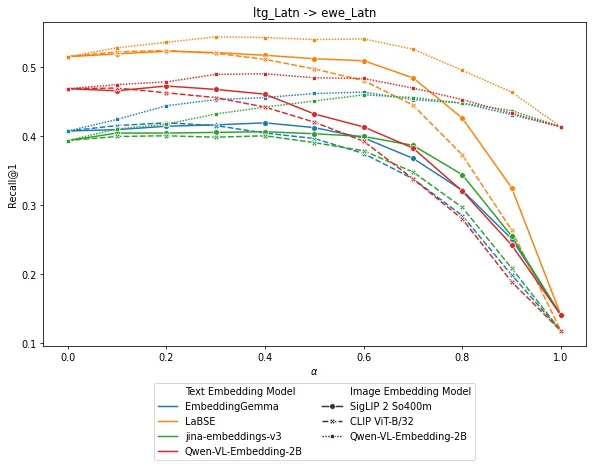 ltg_Latn -> ewe_Latn
Recall@1
0.5
0.4
0.3
0.2
0.1
0.0 0.2 0.4 0.6 0.8 1.0
α
Text Embedding Model Image Embedding Model
EmbeddingGemma SigLIP 2 So400m
LaBSE CLIP ViT-B/32
jina-embeddings-v3 Qwen-VL-Embedding-2B
Qwen-VL-Embedding-2B